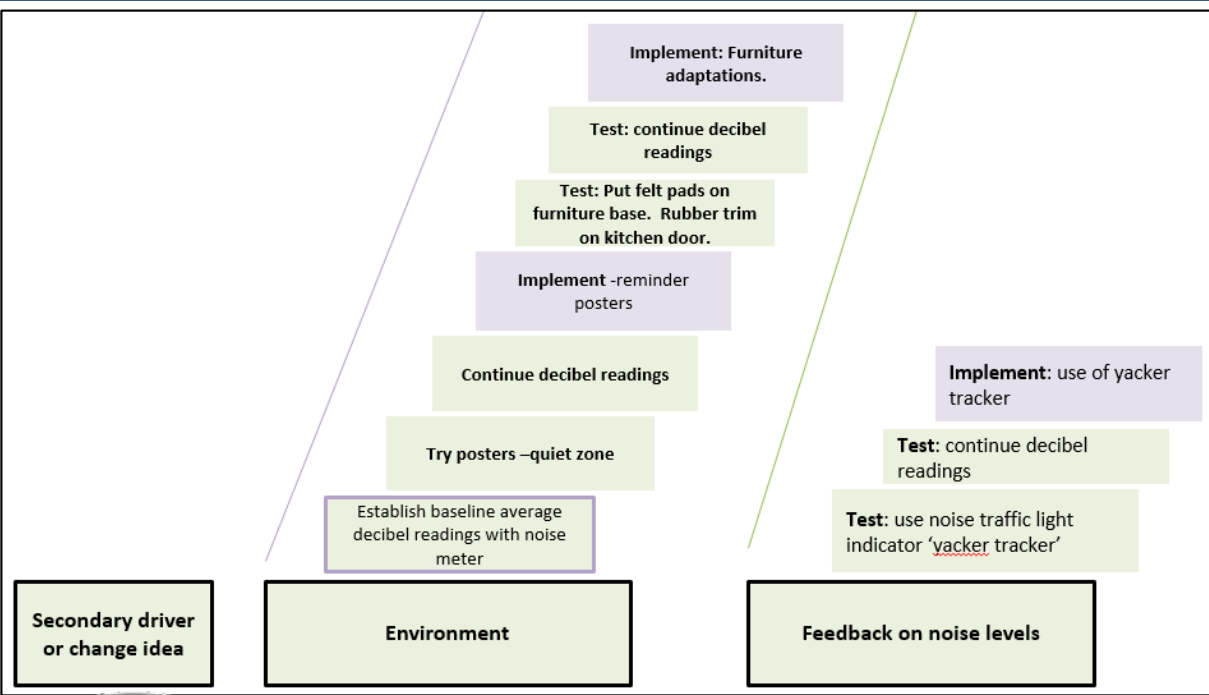 Implement: Furniture
adaptations.
Test: continue decibel
readings
Test: Put felt pads on
furniture base.  Rubber trim
on kitchen door.
Implement -reminder
posters
Continue decibel readings
Try posters –quiet zone
Establish baseline average
decibel readings with noise
meter
Implement: use of yacker
tracker
Test: continue decibel
readings
Test: use noise traffic light
indicator ‘yacker tracker’
Secondary driver
or change idea
Environment
Feedback on noise levels